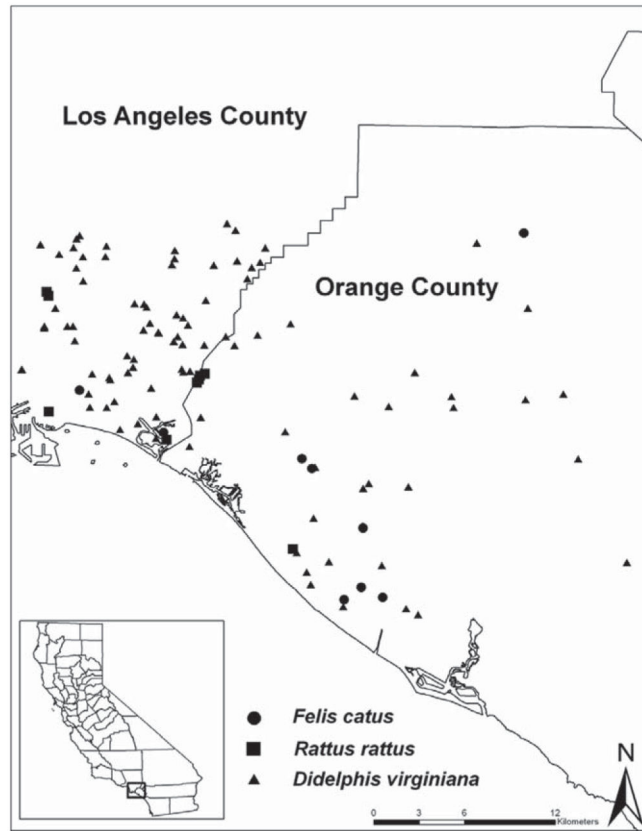 Los Angeles County
Orange County
Felis catus
Rattus rattus
Didelphis virginiana
N
0 3 6 12
Kilometers